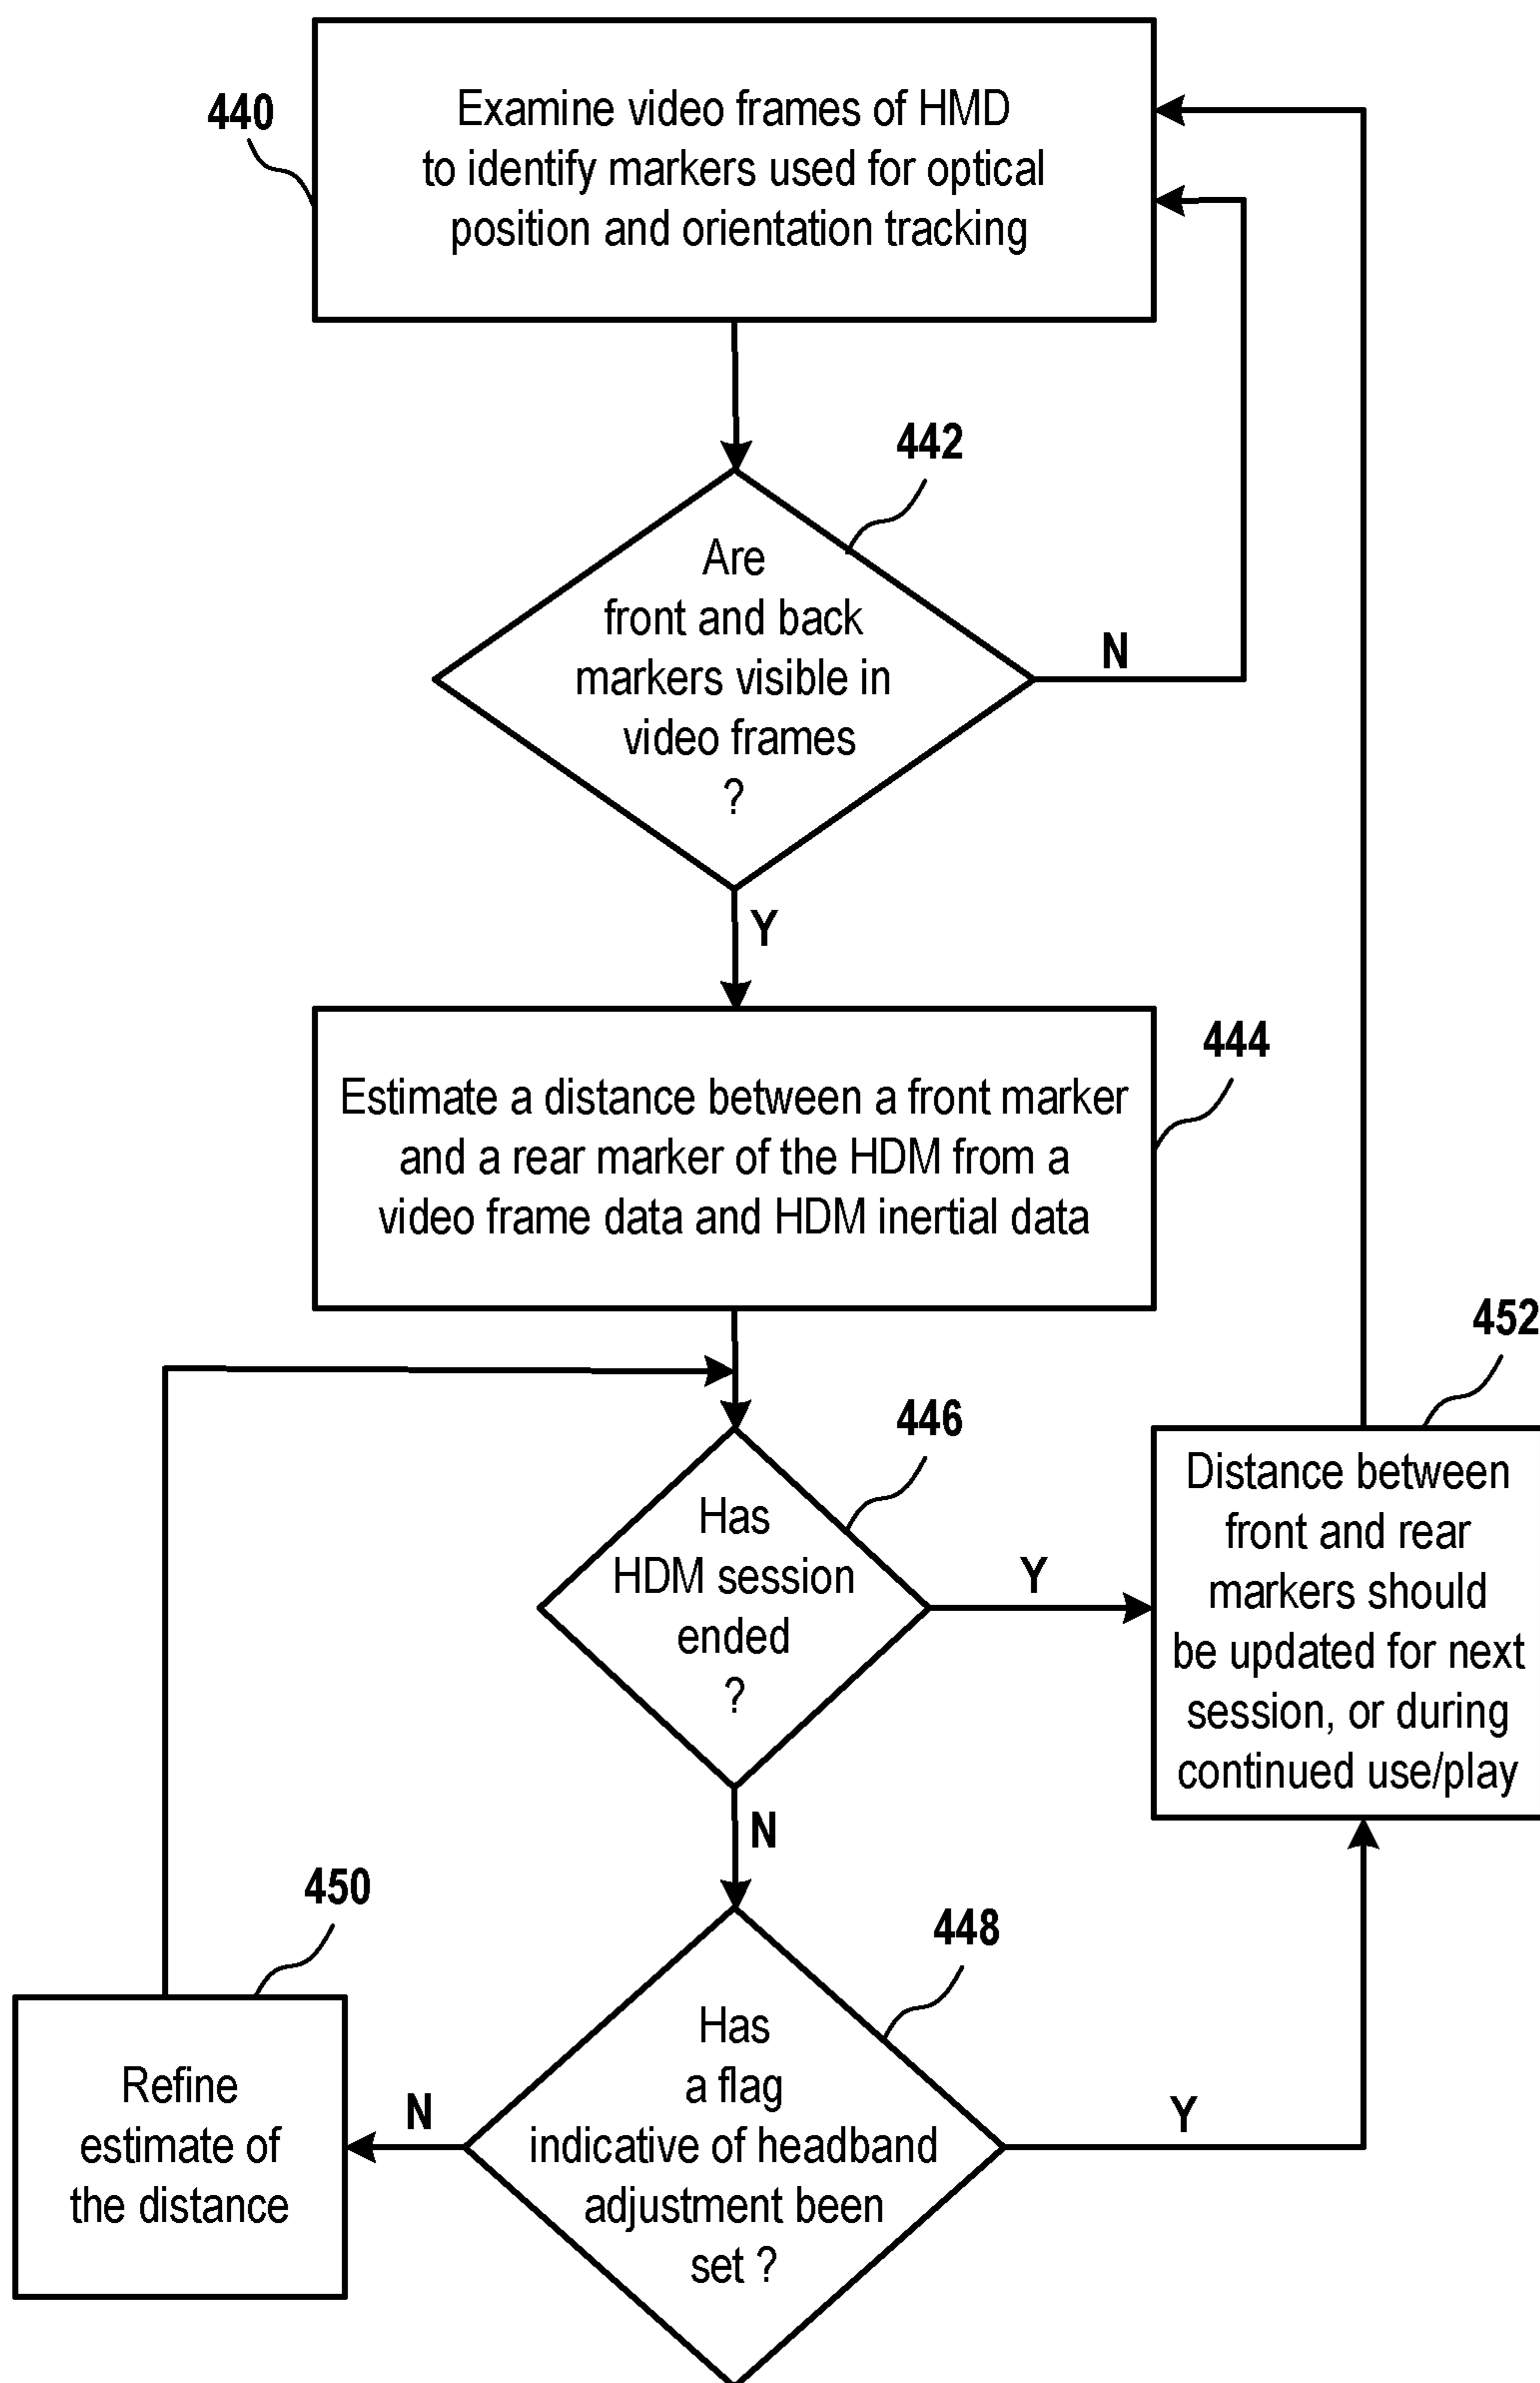 440
Examine video frames of HMD
to identify markers used for optical
position and orientation tracking
442
Are
front and back
markers visible in
video frames
?
N
Y
444
Estimate a distance between a front marker
and a rear marker of the HDM from a
video frame data and HDM inertial data
446
Has
HDM session
ended
?
Y
N
452
Distance between
front and rear
markers should
be updated for next
session, or during
continued use/play
448
Has
a flag
indicative of headband
adjustment been
set ?
N
Y
450
Refine
estimate of
the distance